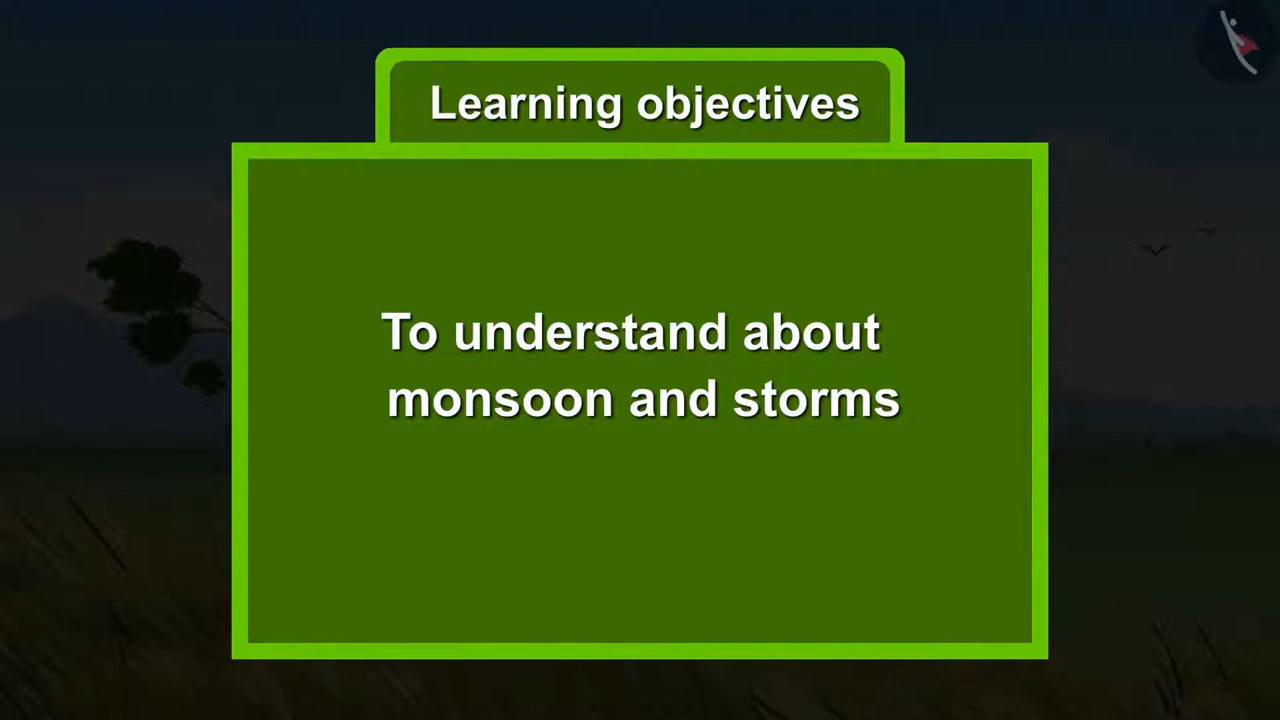 Learning objectives
To understand about
monsoon and storms